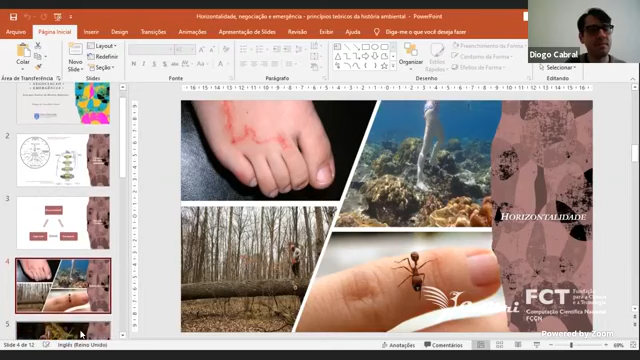 Horizontalidade, negociação e emergência - princípios teóricos da história ambiental - PowerPoint
Arquivo Página Inicial Inserir Design Transições Animações Apresentação de Slides Revisão Exibir Ajuda Diga-me o que você deseja fazer
Colar
Novo Slide
Layout
Redefinir
Seção
Organizar
Preenchimento da Forma
Contorno da Forma
Efeitos de Forma
Selecionar
Área de Transferência
Slides
Fonte
Parágrafo
Desenho
Editando
Diogo Cabral
2
3
4
5
HORIZONTALIDADE
FCT
Fundação
para a Ciência
e a Tecnologia
Computação Científica Nacional
FCCN
Powered by Zoom
Slide 4 de 12
Inglês (Reino Unido)
Anotações
Comentários
69%